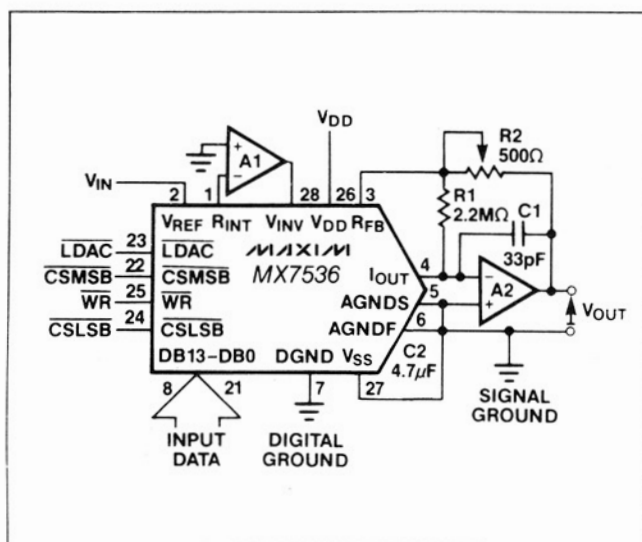 VDD
R2
500Ω
A1
+
−
VIN
2 1 28 26 3
R1
2.2MΩ
C1
33pF
VREF RINT VINV VDD RFB
LDAC 23 LDAC
MAXIM
MX7536
CSMSB 22 CSMSB
WR 25 WR
CSLSB 24 CSLSB
IOUT 4
− A2
+
AGNDS 5
AGNDF 6
VOUT
DB13–DB0 DGND VSS
C2
4.7μF
8 21 7 27
SIGNAL
GROUND
INPUT
DATA
DIGITAL
GROUND